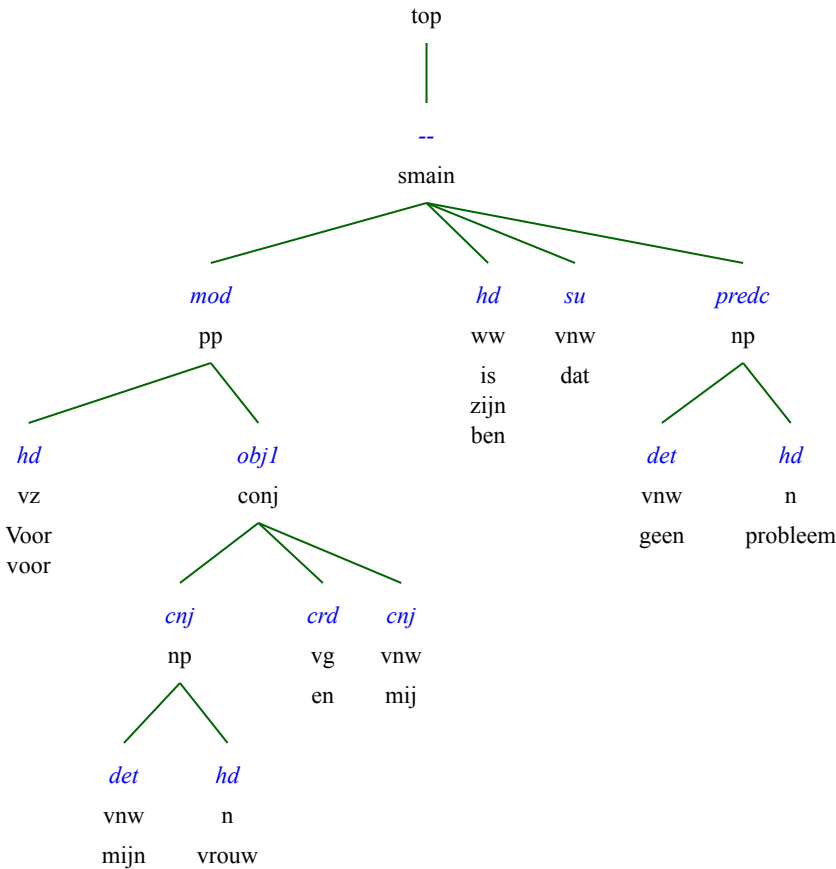 top
--
smain
mod hd su predc
pp ww vnw np
is dat
zijn
ben
hd obj1 det hd
vz conj vnw n
Voor geen probleem
voor
cnj crd cnj
np vg vnw
en mij
det hd
vnw n
mijn vrouw